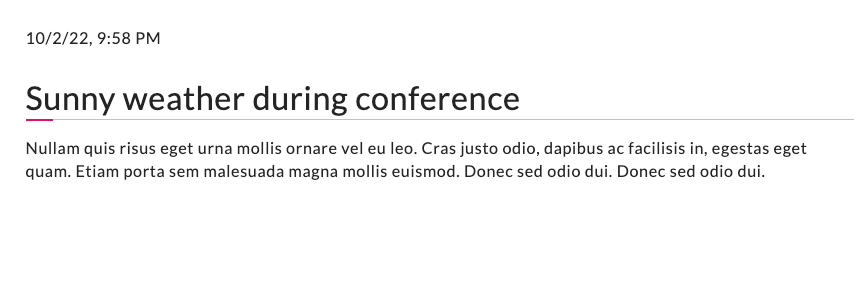 10/2/22, 9:58 PM
Sunny weather during conference
Nullam quis risus eget urna mollis ornare vel eu leo. Cras justo odio, dapibus ac facilisis in, egestas eget
quam. Etiam porta sem malesuada magna mollis euismod. Donec sed odio dui. Donec sed odio dui.